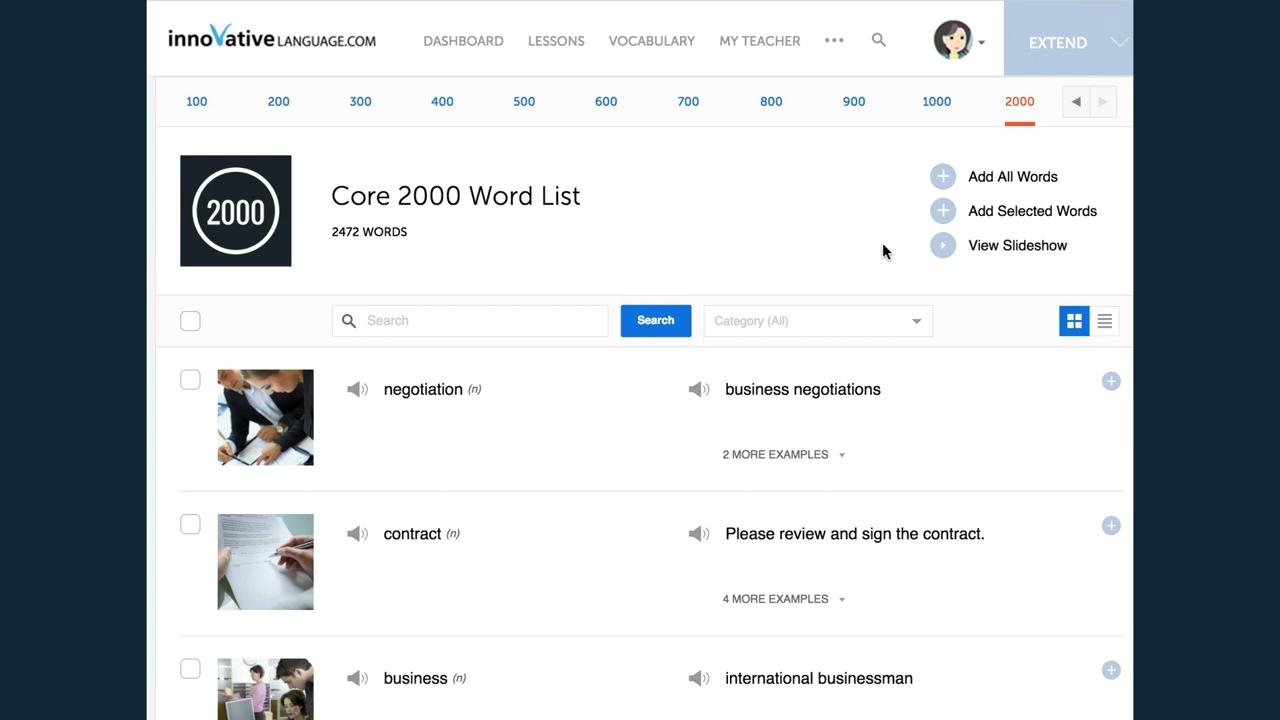 innoVative LANGUAGE.COM
DASHBOARD LESSONS VOCABULARY MY TEACHER EXTEND
100 200 300 400 500 600 700 800 900 1000 2000
2000
Core 2000 Word List
2472 WORDS
Add All Words
Add Selected Words
View Slideshow
Search Search Category (All)
negotiation (n) business negotiations
2 MORE EXAMPLES
contract (n) Please review and sign the contract.
4 MORE EXAMPLES
business (n) international businessman